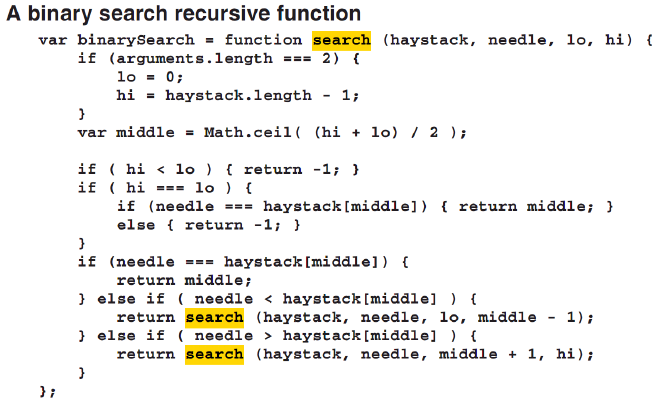 A binary search recursive function
var binarySearch = function search (haystack, needle, lo, hi) {
    if (arguments.length === 2) {
        lo = 0;
        hi = haystack.length - 1;
    }
    var middle = Math.ceil( (hi + lo) / 2 );

    if ( hi < lo ) { return -1; }
    if ( hi === lo ) {
        if (needle === haystack[middle]) { return middle; }
        else { return -1; }
    }
    if (needle === haystack[middle]) {
        return middle;
    } else if ( needle < haystack[middle] ) {
        return search (haystack, needle, lo, middle - 1);
    } else if ( needle > haystack[middle] ) {
        return search (haystack, needle, middle + 1, hi);
    }
};